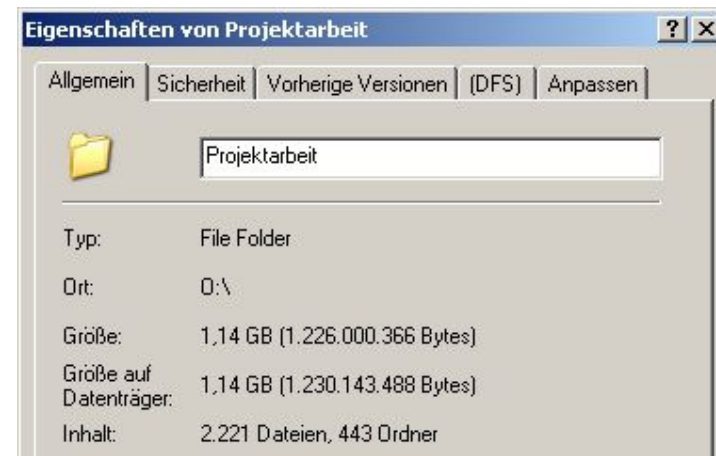 Eigenschaften von Projektarbeit
Allgemein Sicherheit Vorherige Versionen (DFS) Anpassen
Projektarbeit
Typ: File Folder
Ort: O:\
Größe: 1,14 GB (1.226.000.366 Bytes)
Größe auf
Datenträger: 1,14 GB (1.230.143.488 Bytes)
Inhalt: 2.221 Dateien, 443 Ordner